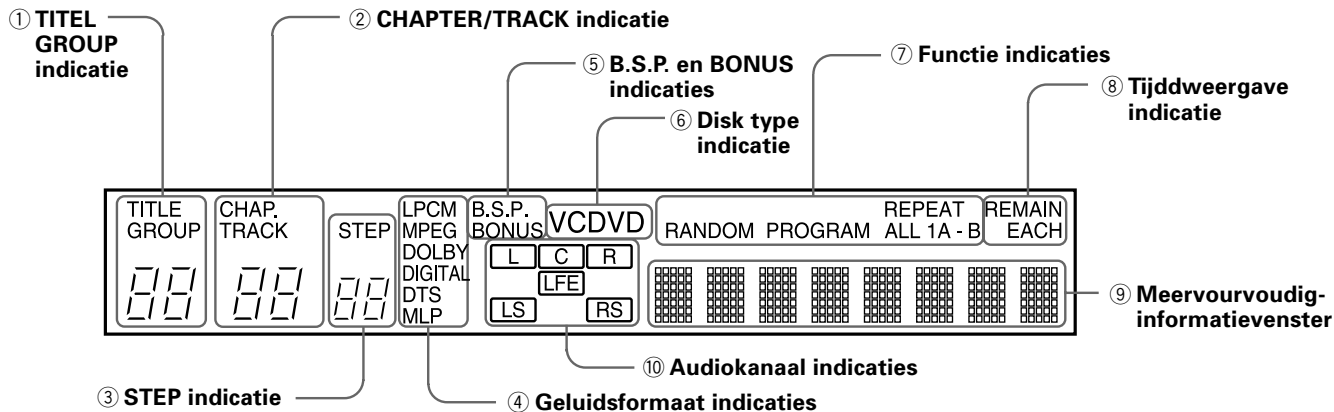 ① TITEL
GROUP
indicatie
② CHAPTER/TRACK indicatie
⑤ B.S.P. en BONUS
indicaties
⑥ Disk type
indicatie
⑦ Functie indicaties
⑧ Tijddweergave
indicatie
TITLE
GROUP
CHAP.
TRACK
STEP
LPCM
MPEG
DOLBY
DIGITAL
DTS
MLP
B.S.P.
BONUS
VCDVD
L C R
LFE
LS RS
REPEAT
RANDOM PROGRAM ALL 1A - B
REMAIN
EACH
88 88 88
⑨ Meervourvoudig-
informatievenster
⑩ Audiokanaal indicaties
③ STEP indicatie
④ Geluidsformaat indicaties